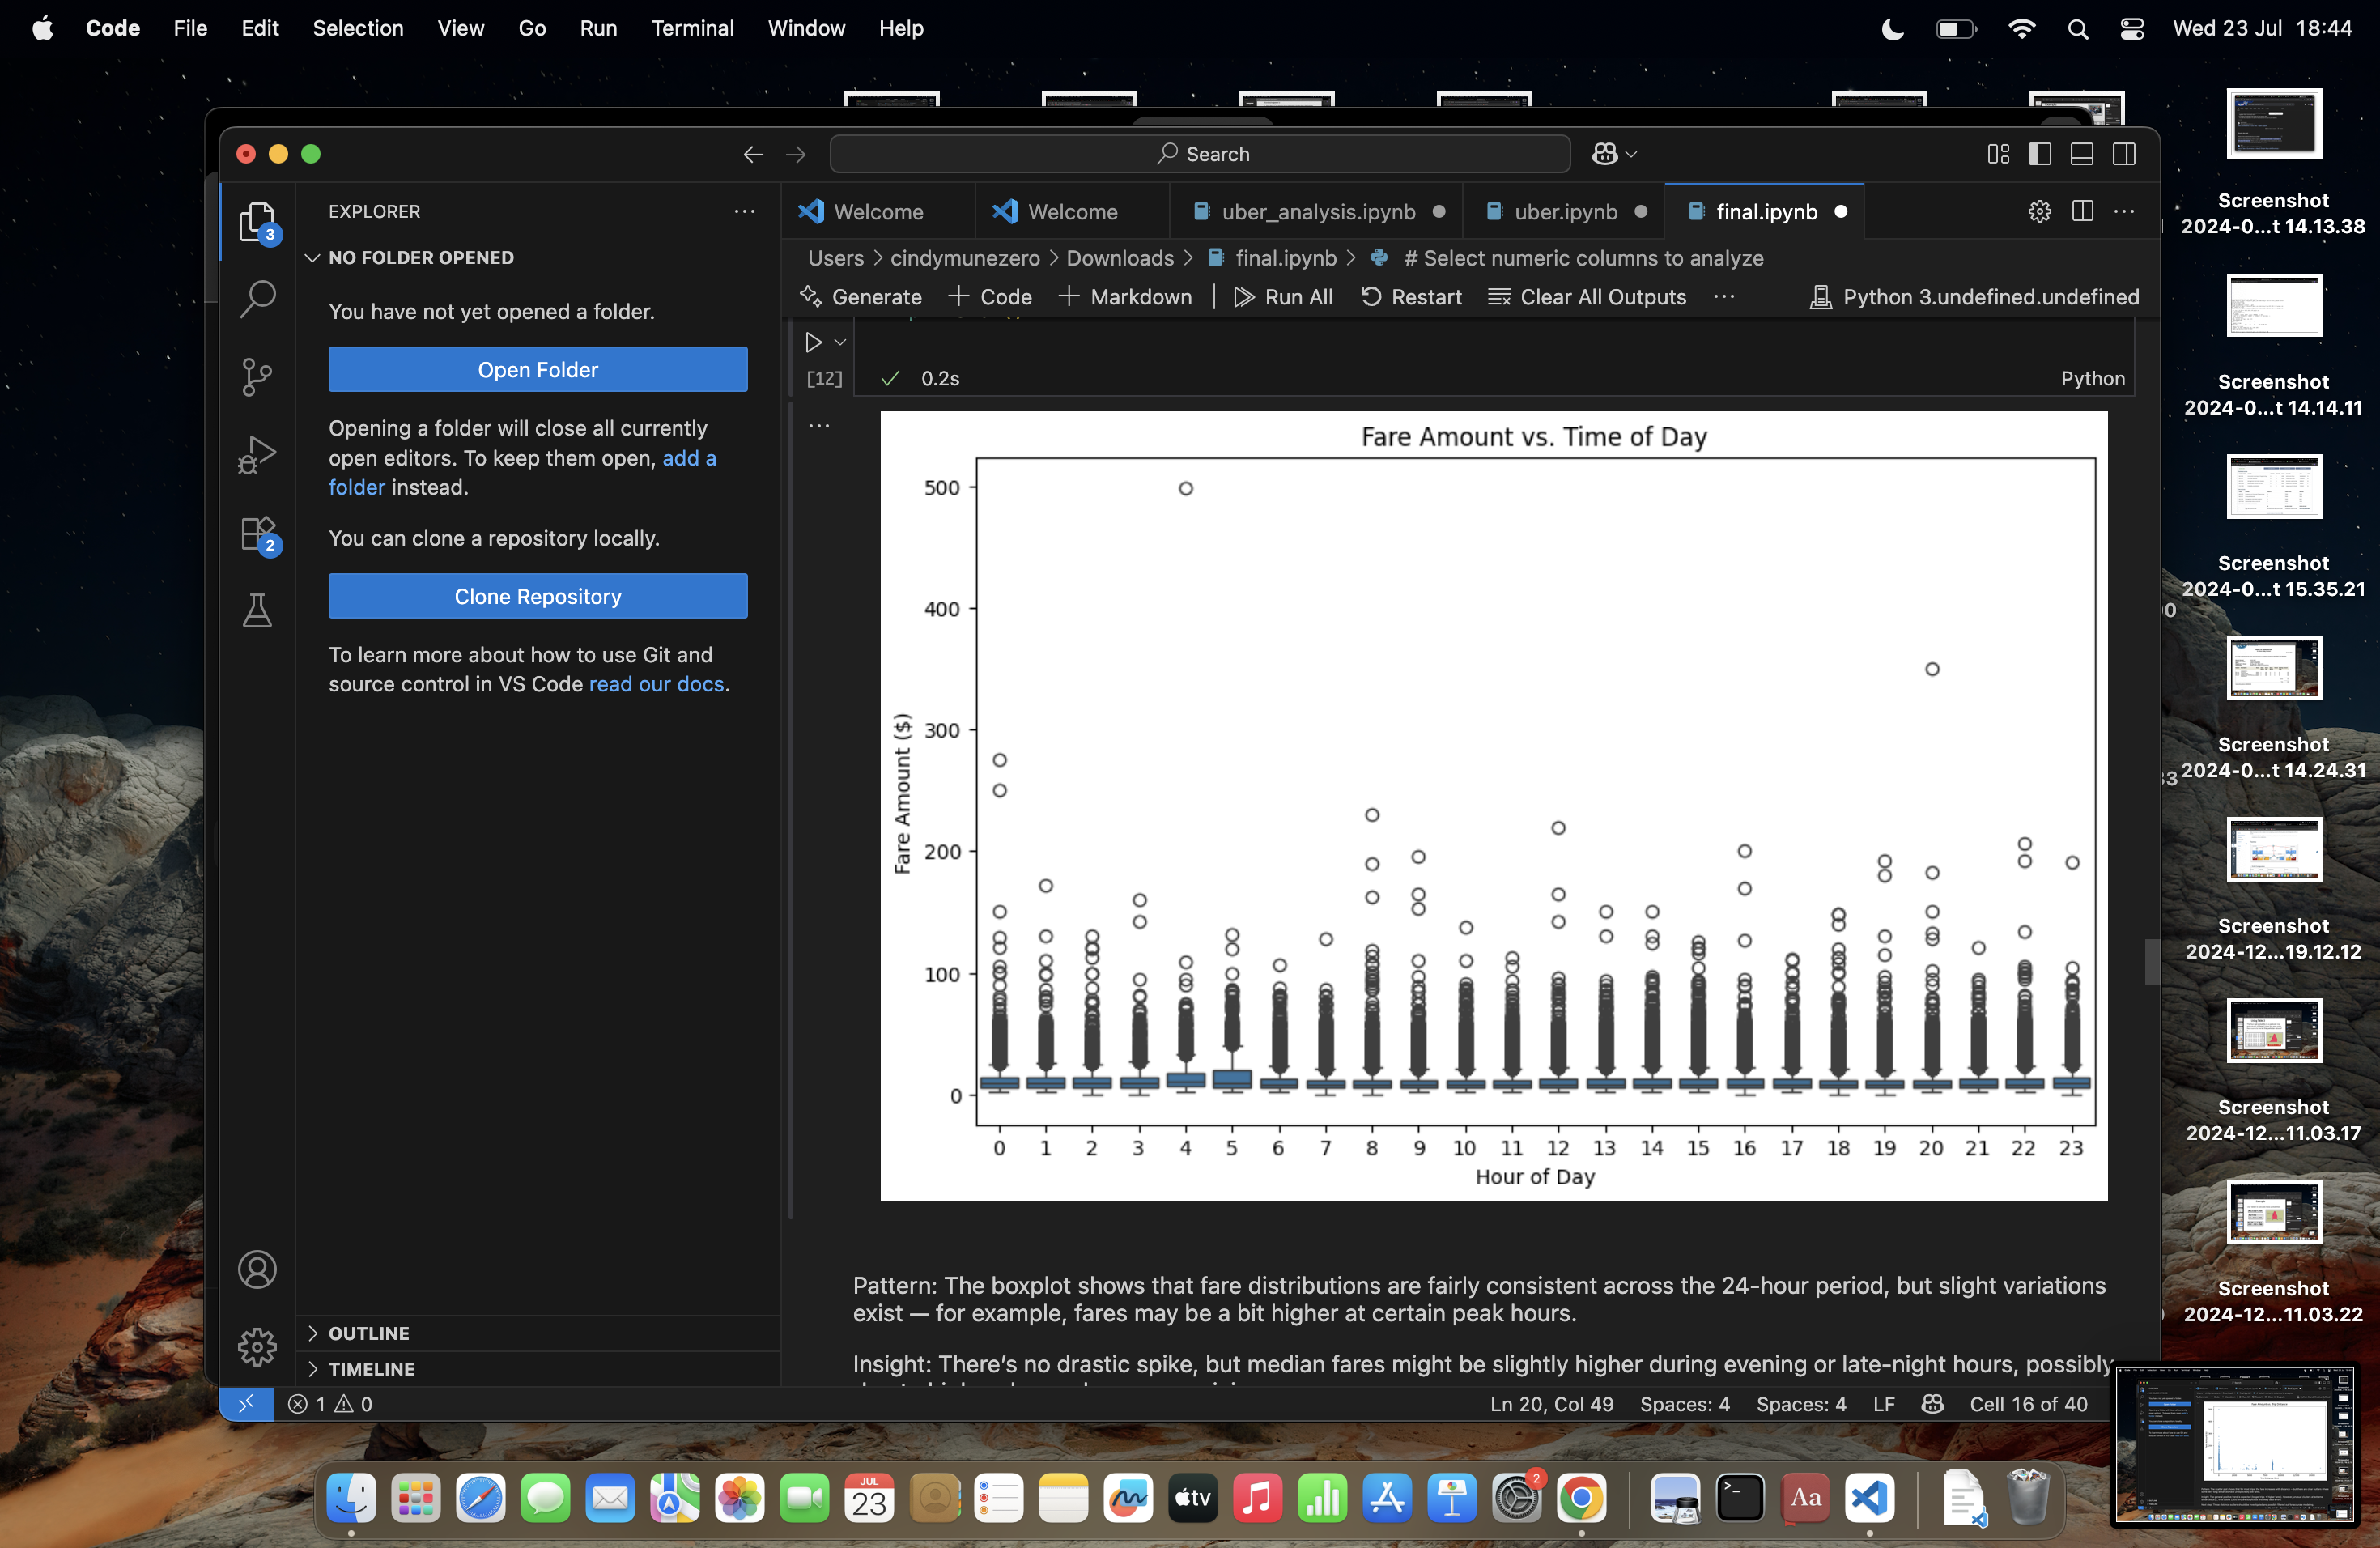 Code File Edit Selection View Go Run Terminal Window Help
Wed 23 Jul 18:44
Search
EXPLORER
3
NO FOLDER OPENED
You have not yet opened a folder.
Open Folder
Opening a folder will close all currently
open editors. To keep them open, add a
folder instead.
You can clone a repository locally.
Clone Repository
To learn more about how to use Git and
source control in VS Code read our docs.
2
OUTLINE
TIMELINE
Welcome Welcome uber_analysis.ipynb uber.ipynb final.ipynb
Users > cindymunezero > Downloads > final.ipynb > # Select numeric columns to analyze
Generate + Code + Markdown | Run All Restart Clear All Outputs ... Python 3.undefined.undefined
[12] ✓ 0.2s Python
Fare Amount vs. Time of Day
Fare Amount ($)
500
400
300
200
100
0
0 1 2 3 4 5 6 7 8 9 10 11 12 13 14 15 16 17 18 19 20 21 22 23
Hour of Day
Pattern: The boxplot shows that fare distributions are fairly consistent across the 24-hour period, but slight variations
exist — for example, fares may be a bit higher at certain peak hours.
Insight: There's no drastic spike, but median fares might be slightly higher during evening or late-night hours, possibly
1 0
Ln 20, Col 49 Spaces: 4 Spaces: 4 LF Cell 16 of 40
Screenshot
2024-0...t 14.13.38
Screenshot
2024-0...t 14.14.11
Screenshot
2024-0...t 15.35.21
Screenshot
2024-0...t 14.24.31
Screenshot
2024-12...19.12.12
Screenshot
2024-12...11.03.17
Screenshot
2024-12...11.03.22
JUL
23
tv
2
>_
Aa